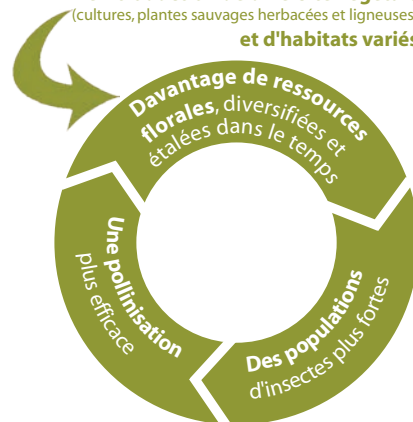 (cultures, plantes sauvages herbacées et ligneuses
et d'habitats variés
Davantage de ressources
florales, diversifiées et
étalées dans le temps
Des populations
d'insectes plus fortes
Une pollinisation
plus efficace